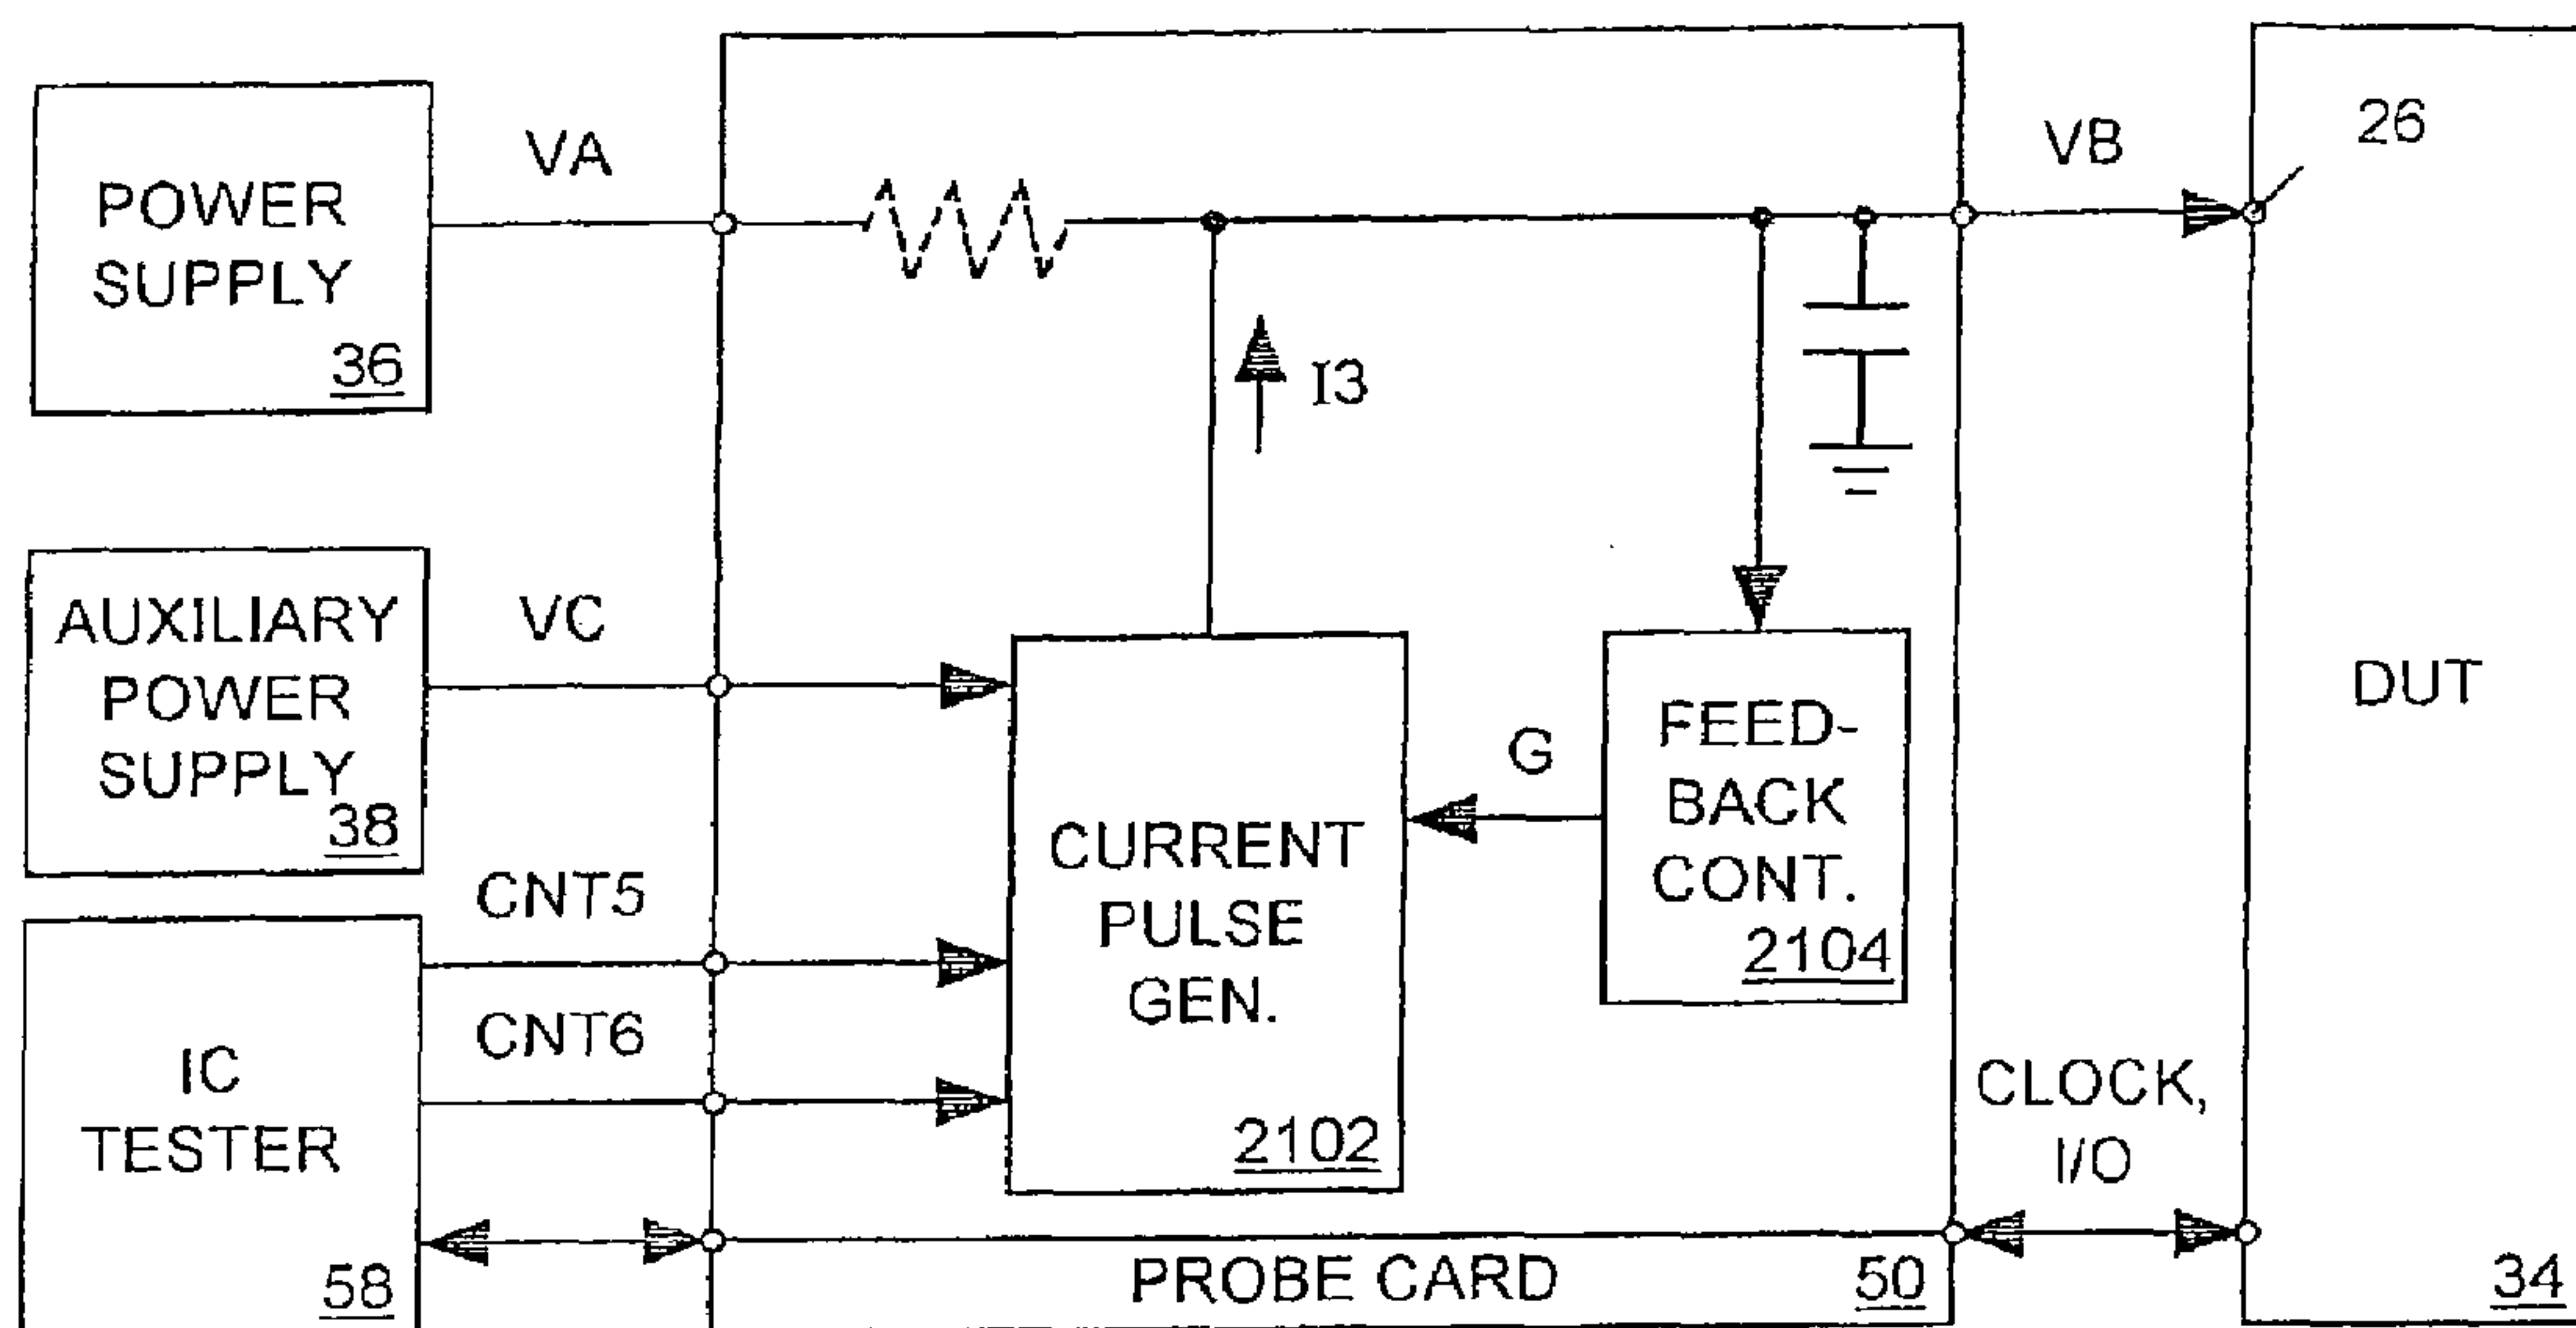 POWER
SUPPLY
36
VA
VB
26
I3
AUXILIARY
POWER
SUPPLY
38
VC
CNT5
CNT6
IC
TESTER
58
CURRENT
PULSE
GEN.
2102
G
FEED-
BACK
CONT.
2104
DUT
CLOCK,
I/O
PROBE CARD
50
34